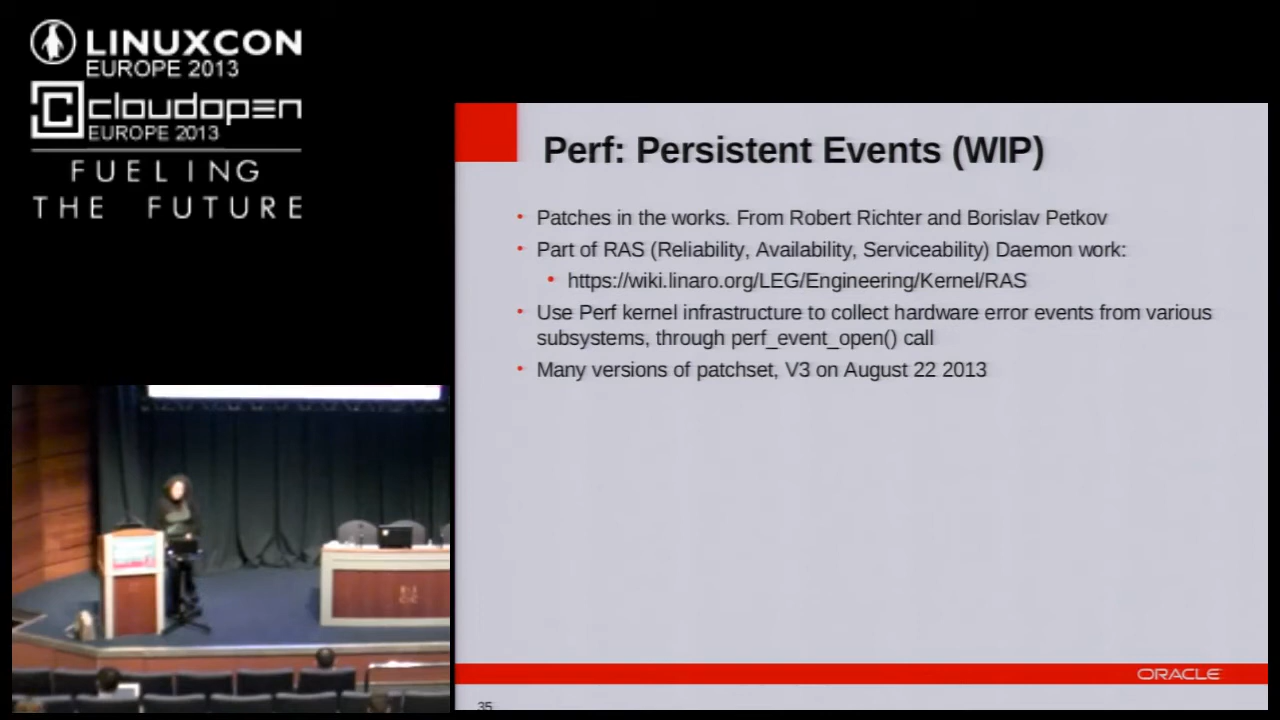 LINUXCON
EUROPE 2013
cloudopen
EUROPE 2013
FUELING
THE FUTURE
Perf: Persistent Events (WIP)
• Patches in the works. From Robert Richter and Borislav Petkov
• Part of RAS (Reliability, Availability, Serviceability) Daemon work:
• https://wiki.linaro.org/LEG/Engineering/Kernel/RAS
• Use Perf kernel infrastructure to collect hardware error events from various
subsystems, through perf_event_open() call
• Many versions of patchset, V3 on August 22 2013
ORACLE
35